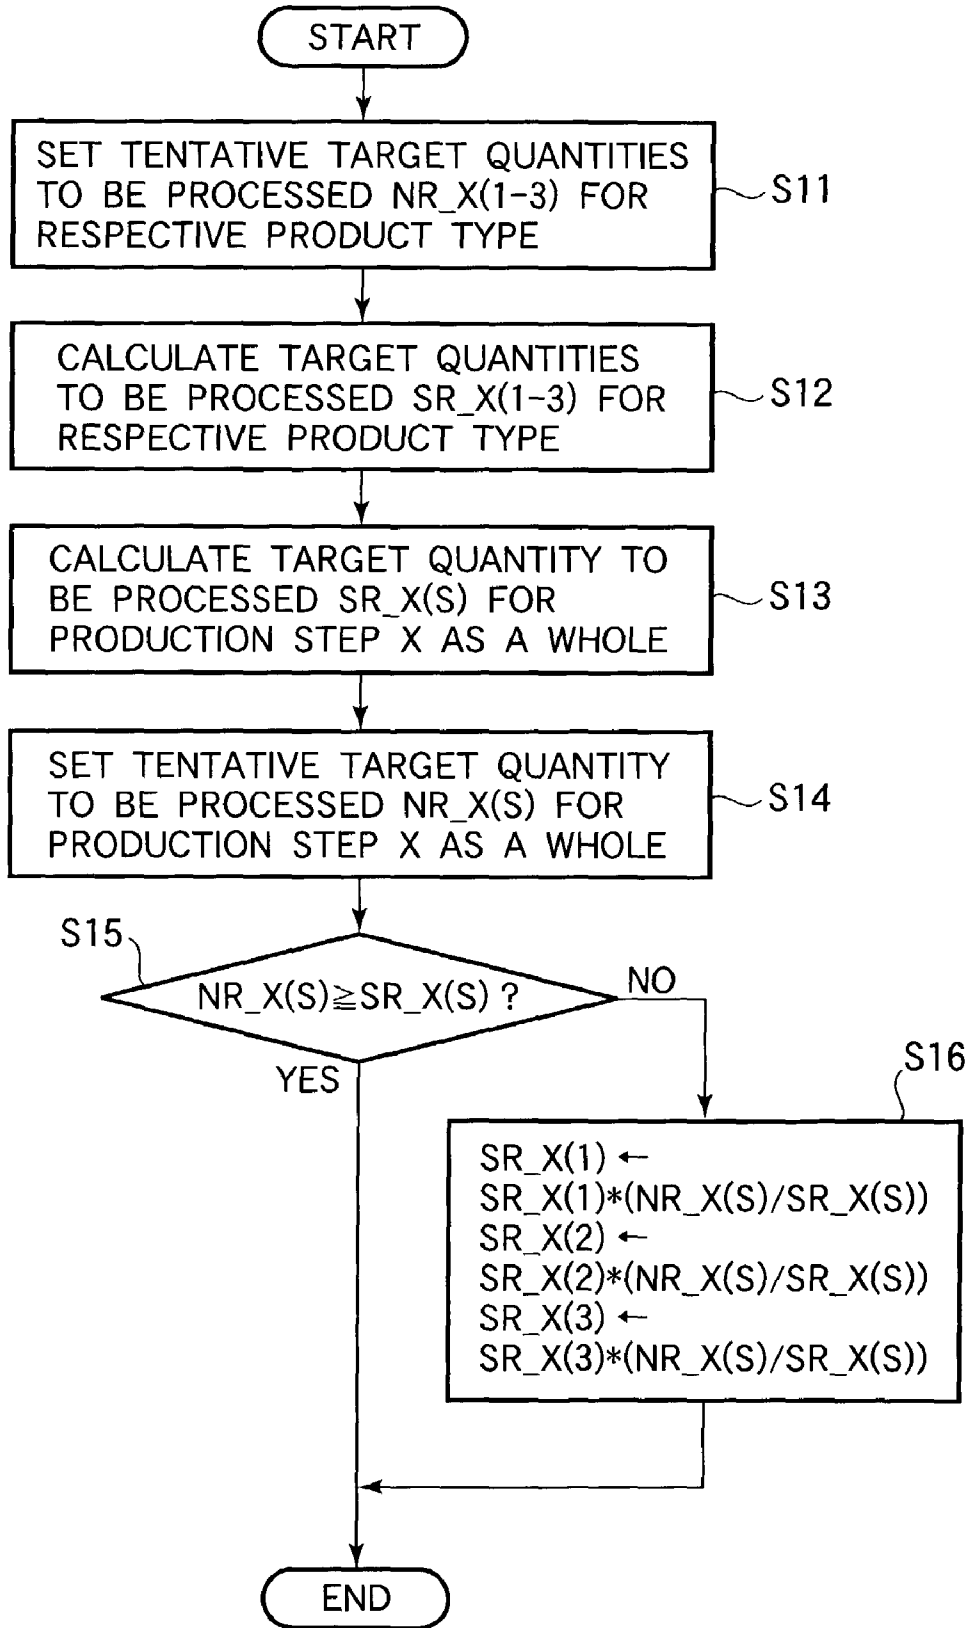 START
SET TENTATIVE TARGET QUANTITIES
TO BE PROCESSED NR_X(1-3) FOR
RESPECTIVE PRODUCT TYPE
S11
CALCULATE TARGET QUANTITIES
TO BE PROCESSED SR_X(1-3) FOR
RESPECTIVE PRODUCT TYPE
S12
CALCULATE TARGET QUANTITY TO
BE PROCESSED SR_X(S) FOR
PRODUCTION STEP X AS A WHOLE
S13
SET TENTATIVE TARGET QUANTITY
TO BE PROCESSED NR_X(S) FOR
PRODUCTION STEP X AS A WHOLE
S14
S15
NR_X(S)≧SR_X(S) ?
NO
YES
S16
SR_X(1) ←
SR_X(1)*(NR_X(S)/SR_X(S))
SR_X(2) ←
SR_X(2)*(NR_X(S)/SR_X(S))
SR_X(3) ←
SR_X(3)*(NR_X(S)/SR_X(S))
END